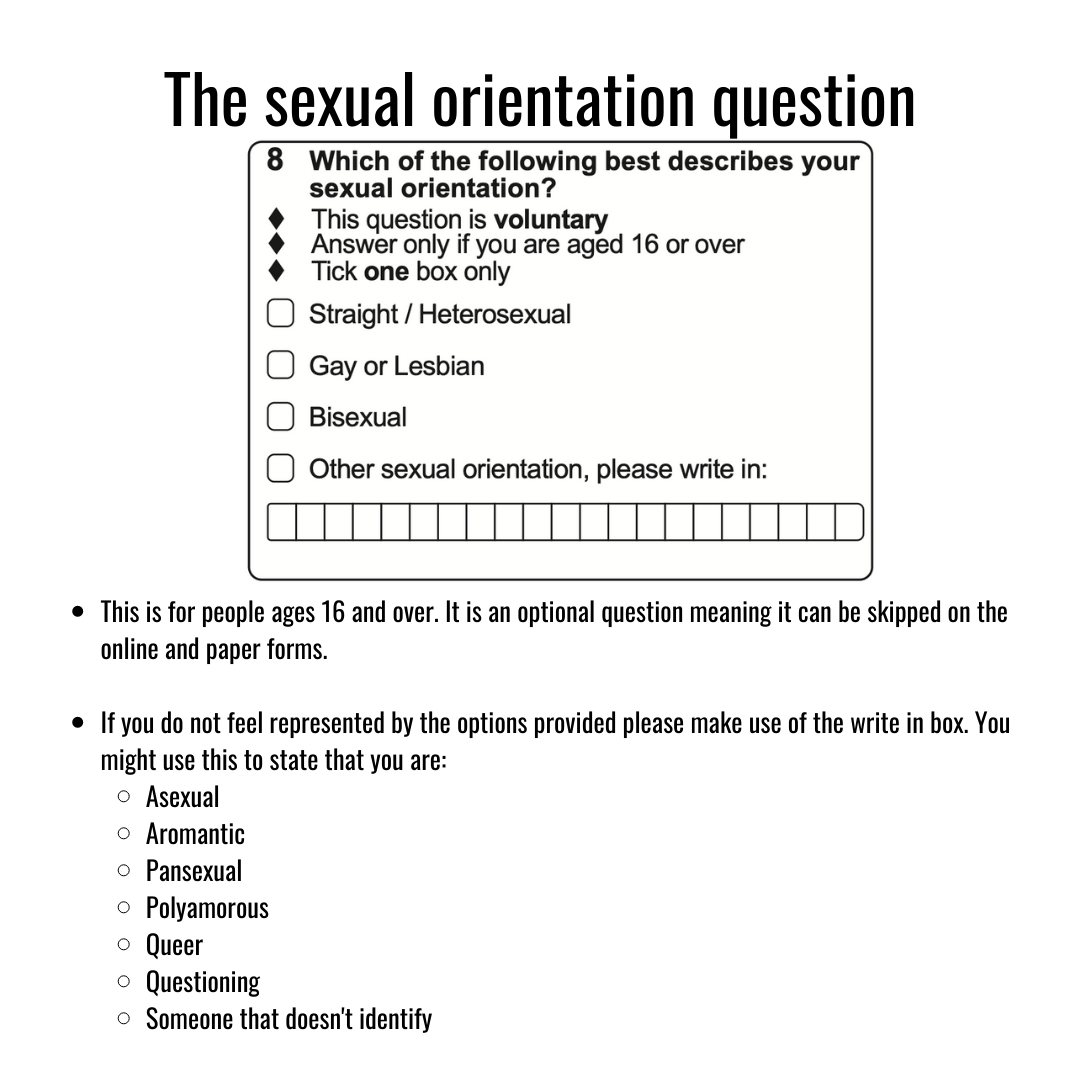 The sexual orientation question
8 Which of the following best describes your
sexual orientation?
♦ This question is voluntary
♦ Answer only if you are aged 16 or over
♦ Tick one box only
Straight / Heterosexual
Gay or Lesbian
Bisexual
Other sexual orientation, please write in:
• This is for people ages 16 and over. It is an optional question meaning it can be skipped on the
online and paper forms.
• If you do not feel represented by the options provided please make use of the write in box. You
might use this to state that you are:
○ Asexual
○ Aromantic
○ Pansexual
○ Polyamorous
○ Queer
○ Questioning
○ Someone that doesn't identify